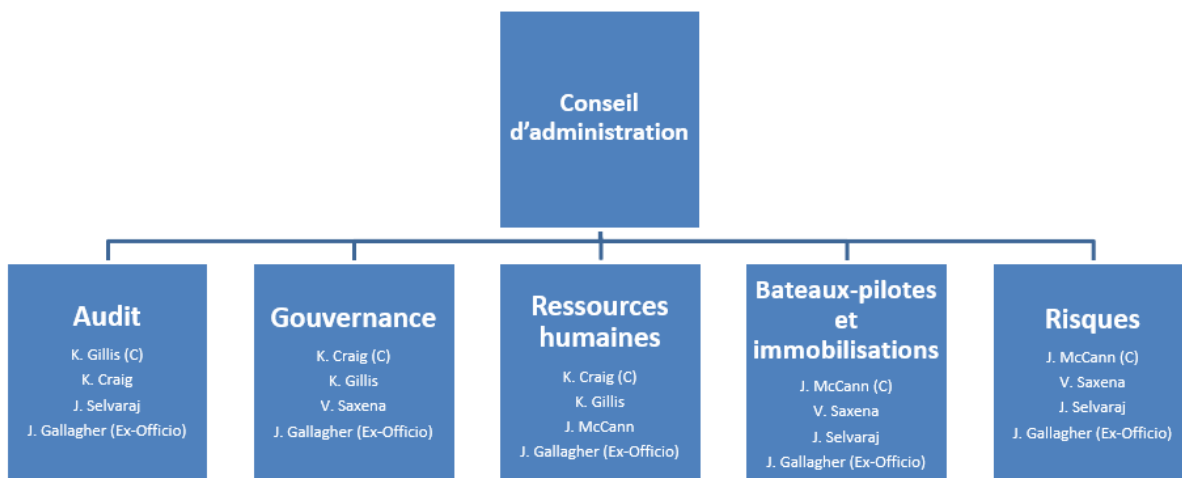 Conseil
d’administration
Audit
K. Gillis (C)
K. Craig
J. Selvaraj
J. Gallagher (Ex-Officio)
Gouvernance
K. Craig (C)
K. Gillis
V. Saxena
J. Gallagher (Ex-Officio)
Ressources
humaines
K. Craig (C)
K. Gillis
J. McCann
J. Gallagher (Ex-Officio)
Bateaux-pilotes
et
immobilisations
J. McCann (C)
V. Saxena
J. Selvaraj
J. Gallagher (Ex-Officio)
Risques
J. McCann (C)
V. Saxena
J. Selvaraj
J. Gallagher (Ex-Officio)